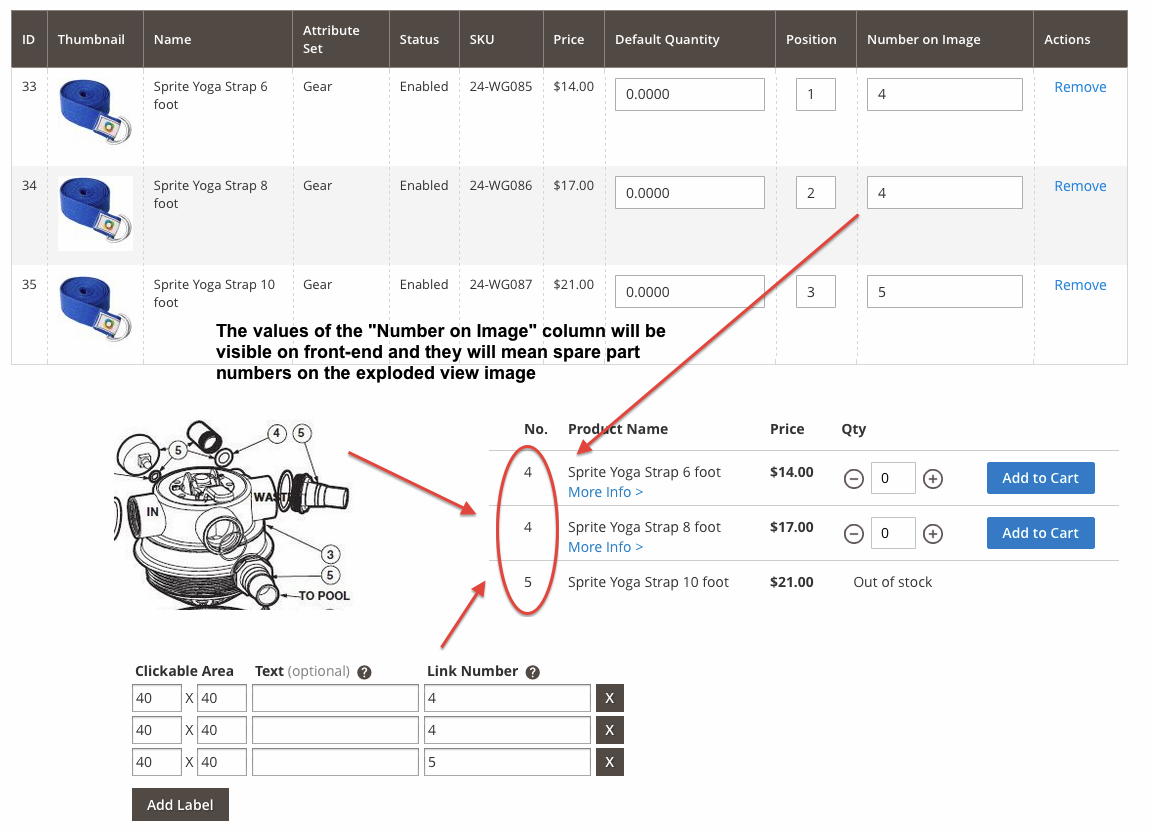 ID Thumbnail Name Attribute Set Status SKU Price Default Quantity Position Number on Image Actions
33 Sprite Yoga Strap 6 foot Gear Enabled 24-WG085 $14.00 0.0000 1 4 Remove
34 Sprite Yoga Strap 8 foot Gear Enabled 24-WG086 $17.00 0.0000 2 4 Remove
35 Sprite Yoga Strap 10 foot Gear Enabled 24-WG087 $21.00 0.0000 3 5 Remove
The values of the "Number on Image" column will be
visible on front-end and they will mean spare part
numbers on the exploded view image
4 5
5
WAST
IN
3
5
TO POOL
No. Product Name Price Qty
4 Sprite Yoga Strap 6 foot $14.00 0 Add to Cart
More Info >
4 Sprite Yoga Strap 8 foot $17.00 0 Add to Cart
More Info >
5 Sprite Yoga Strap 10 foot $21.00 Out of stock
Clickable Area Text (optional) ? Link Number ?
40 X 40 4 X
40 X 40 4 X
40 X 40 5 X
Add Label